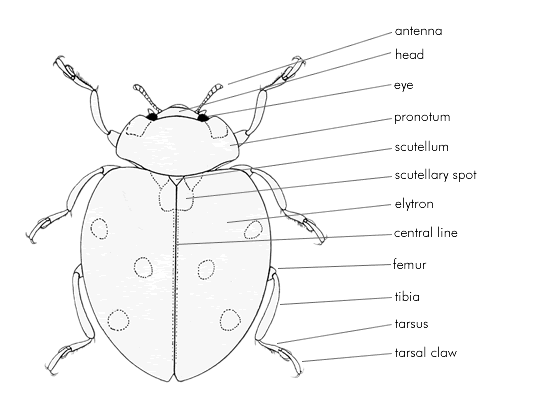 antenna
head
eye
pronotum
scutellum
scutellary spot
elytron
central line
femur
tibia
tarsus
tarsal claw